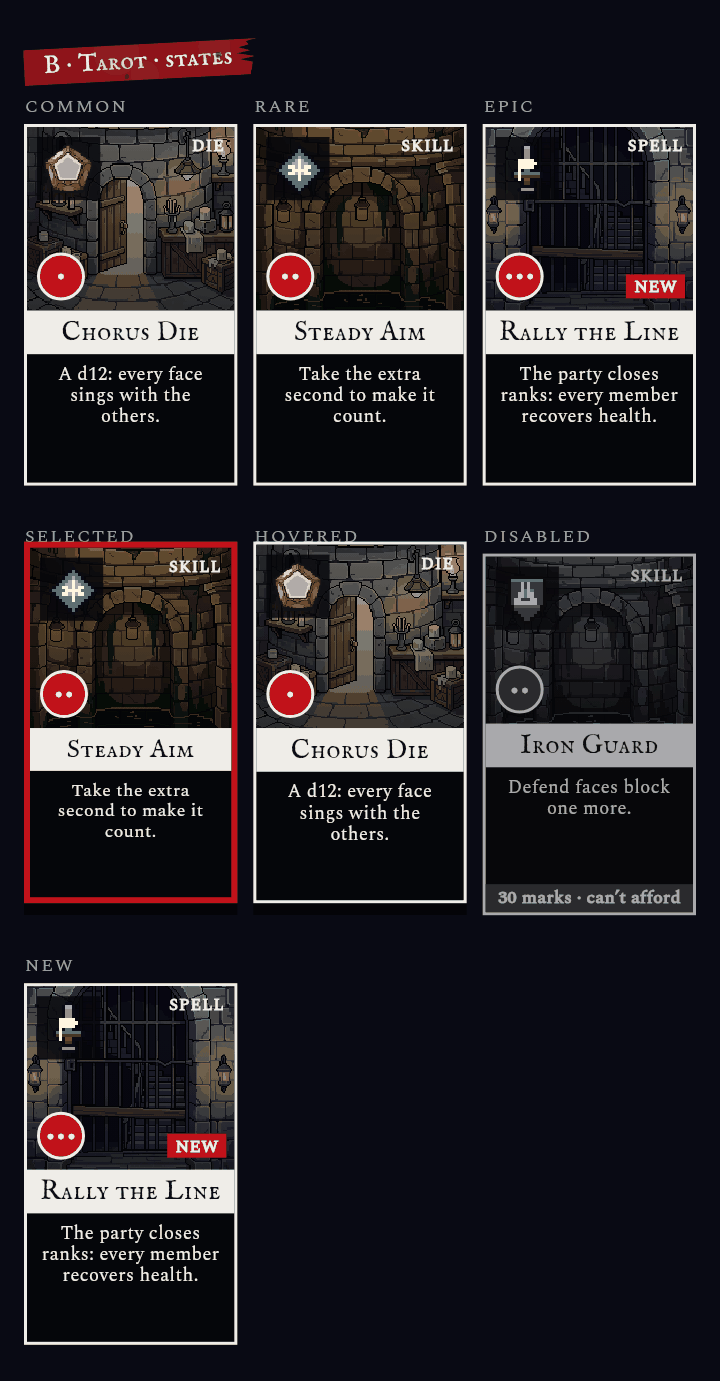 B · Tarot · states
COMMON
RARE
EPIC
DIE
Chorus Die
A d12: every face
sings with the
others.
SKILL
Steady Aim
Take the extra
second to make it
count.
SPELL
NEW
Rally the Line
The party closes
ranks: every member
recovers health.
SELECTED
HOVERED
DISABLED
SKILL
Steady Aim
Take the extra
second to make it
count.
DIE
Chorus Die
A d12: every face
sings with the
others.
SKILL
Iron Guard
Defend faces block
one more.
30 marks · can't afford
NEW
SPELL
NEW
Rally the Line
The party closes
ranks: every member
recovers health.